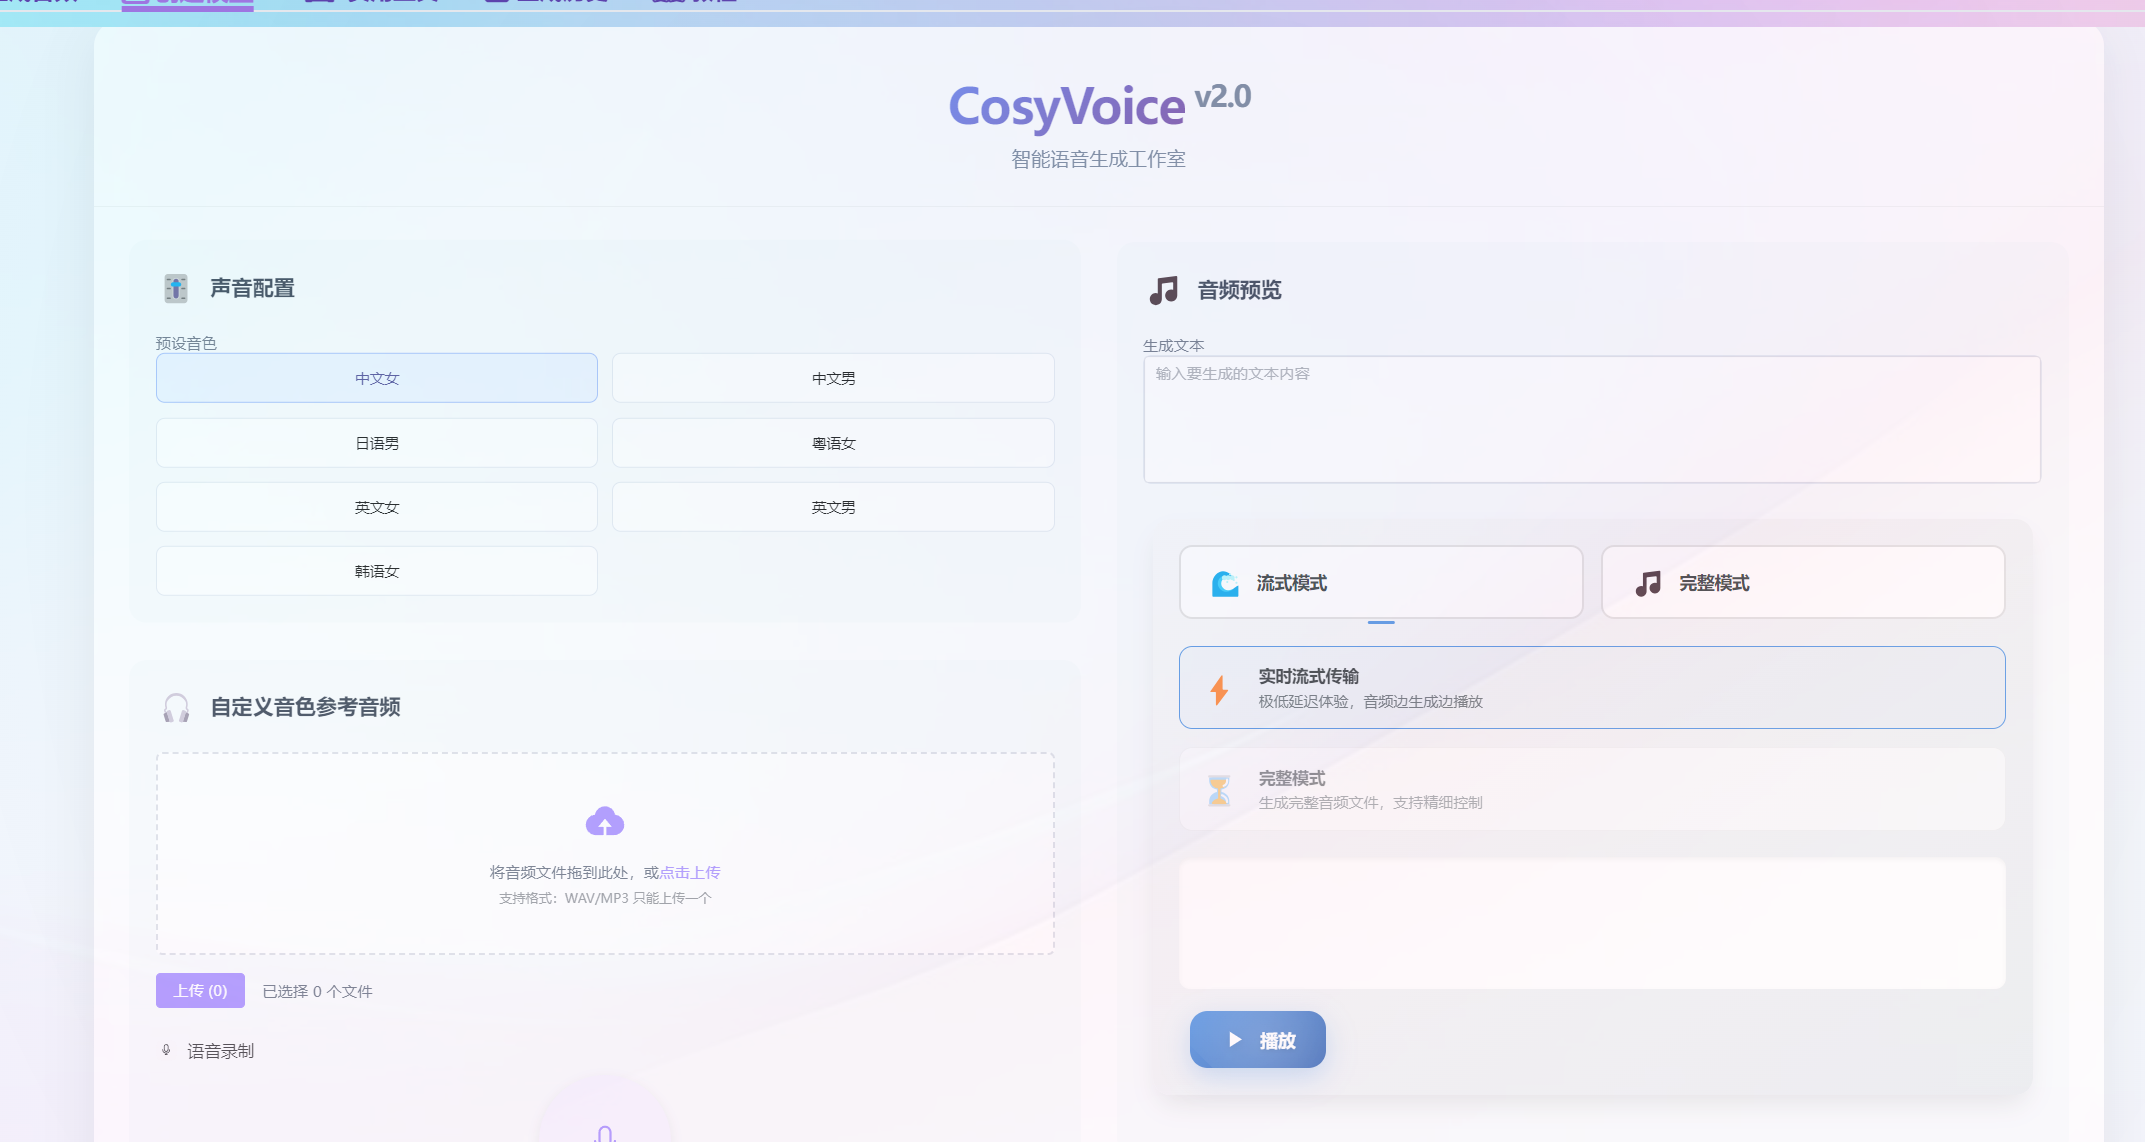 CosyVoice v2.0
智能语音生成工作室
声音配置
预设音色
中文女
中文男
日语男
粤语女
英文女
英文男
韩语女
自定义音色参考音频
将音频文件拖到此处，或点击上传
支持格式：WAV/MP3 只能上传一个
上传 (0)
已选择 0 个文件
语音录制
音频预览
生成文本
输入要生成的文本内容
流式模式
完整模式
实时流式传输
极低延迟体验，音频边生成边播放
完整模式
生成完整音频文件，支持精细控制
播放